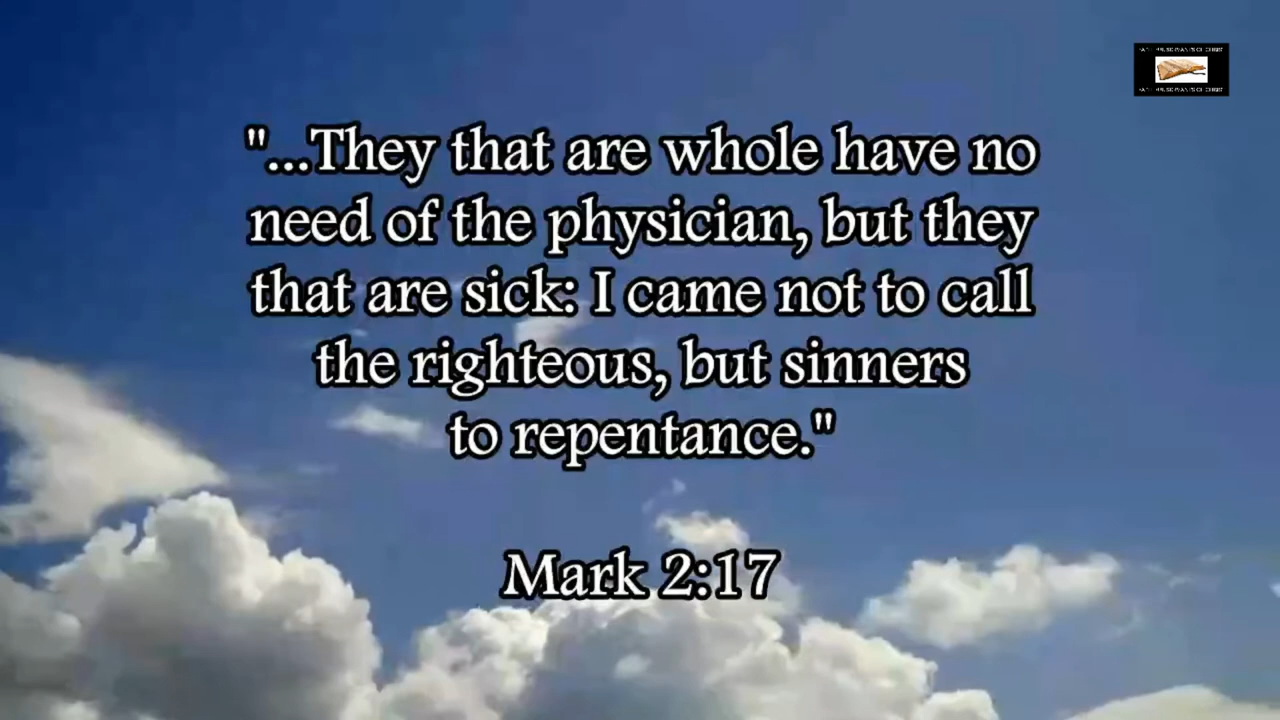 "...They that are whole have no
need of the physician, but they
that are sick: I came not to call
the righteous, but sinners
to repentance."
Mark 2:17